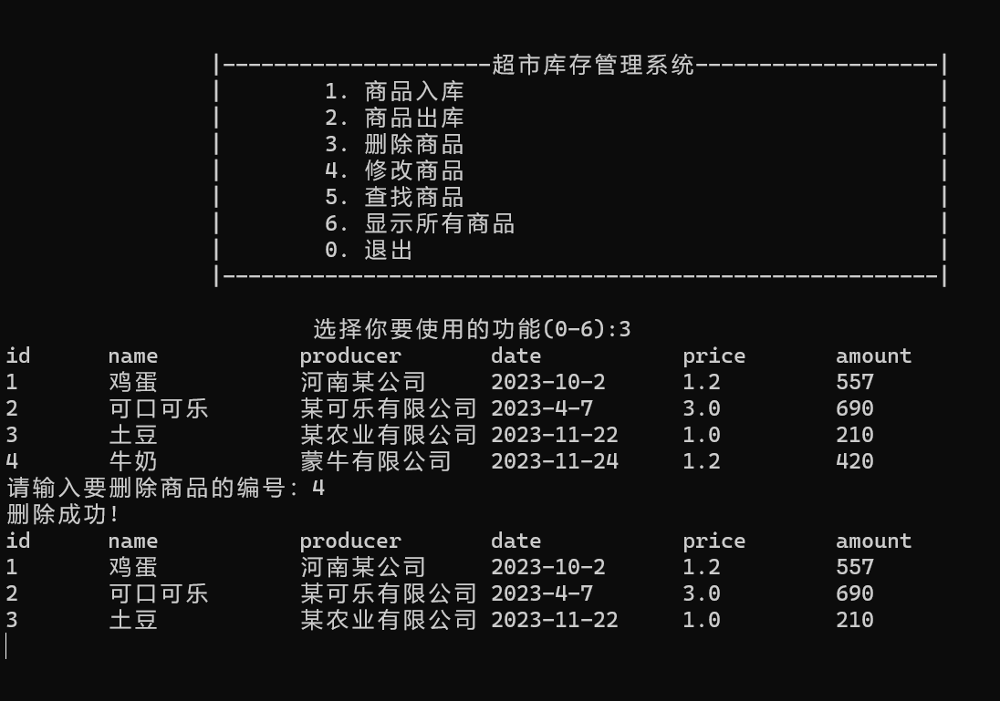 |---------------------超市库存管理系统-------------------|
| 1. 商品入库 |
| 2. 商品出库 |
| 3. 删除商品 |
| 4. 修改商品 |
| 5. 查找商品 |
| 6. 显示所有商品 |
| 0. 退出 |
|--------------------------------------------------------|
选择你要使用的功能(0-6):3
id name producer date price amount
1 鸡蛋 河南某公司 2023-10-2 1.2 557
2 可口可乐 某可乐有限公司 2023-4-7 3.0 690
3 土豆 某农业有限公司 2023-11-22 1.0 210
4 牛奶 蒙牛有限公司 2023-11-24 1.2 420
请输入要删除商品的编号: 4
删除成功!
id name producer date price amount
1 鸡蛋 河南某公司 2023-10-2 1.2 557
2 可口可乐 某可乐有限公司 2023-4-7 3.0 690
3 土豆 某农业有限公司 2023-11-22 1.0 210